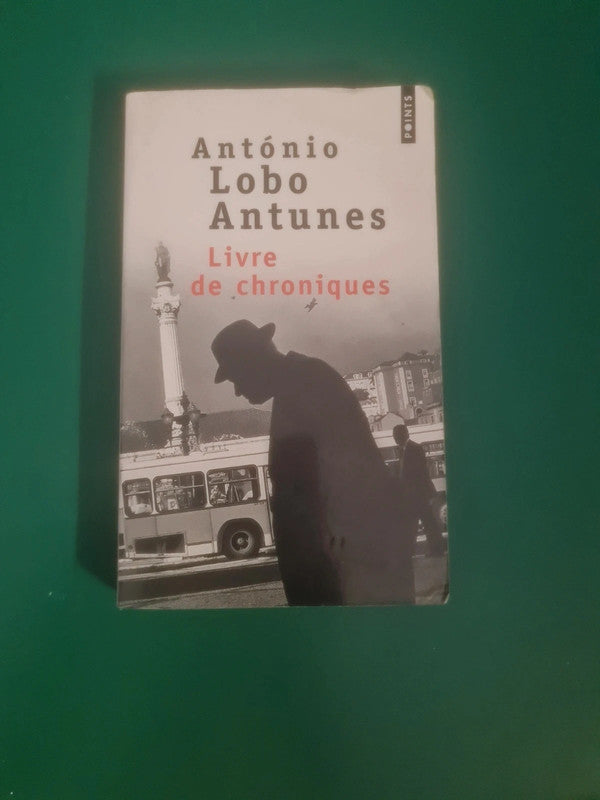 POINTS
António
Lobo
Antunes
Livre
de chroniques